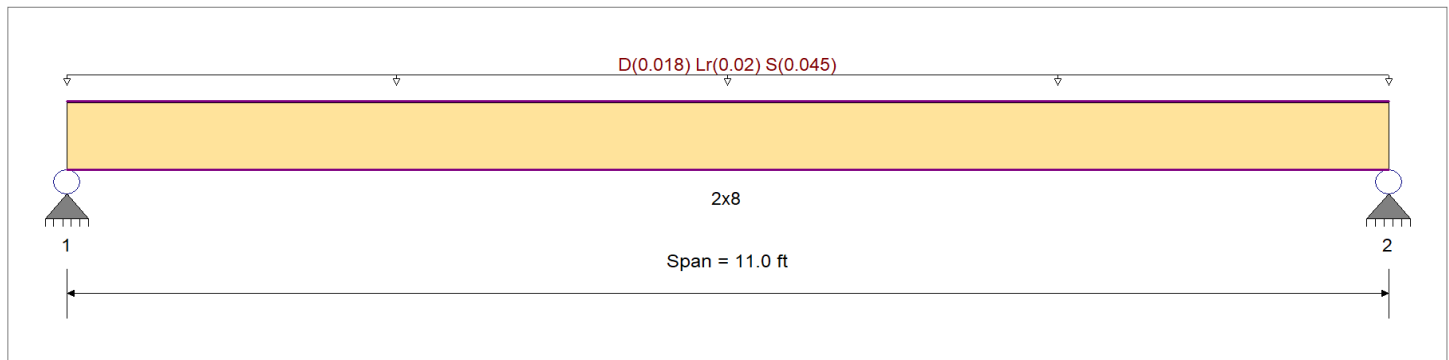 D(0.018) Lr(0.02) S(0.045)
2x8
1
2
Span = 11.0 ft